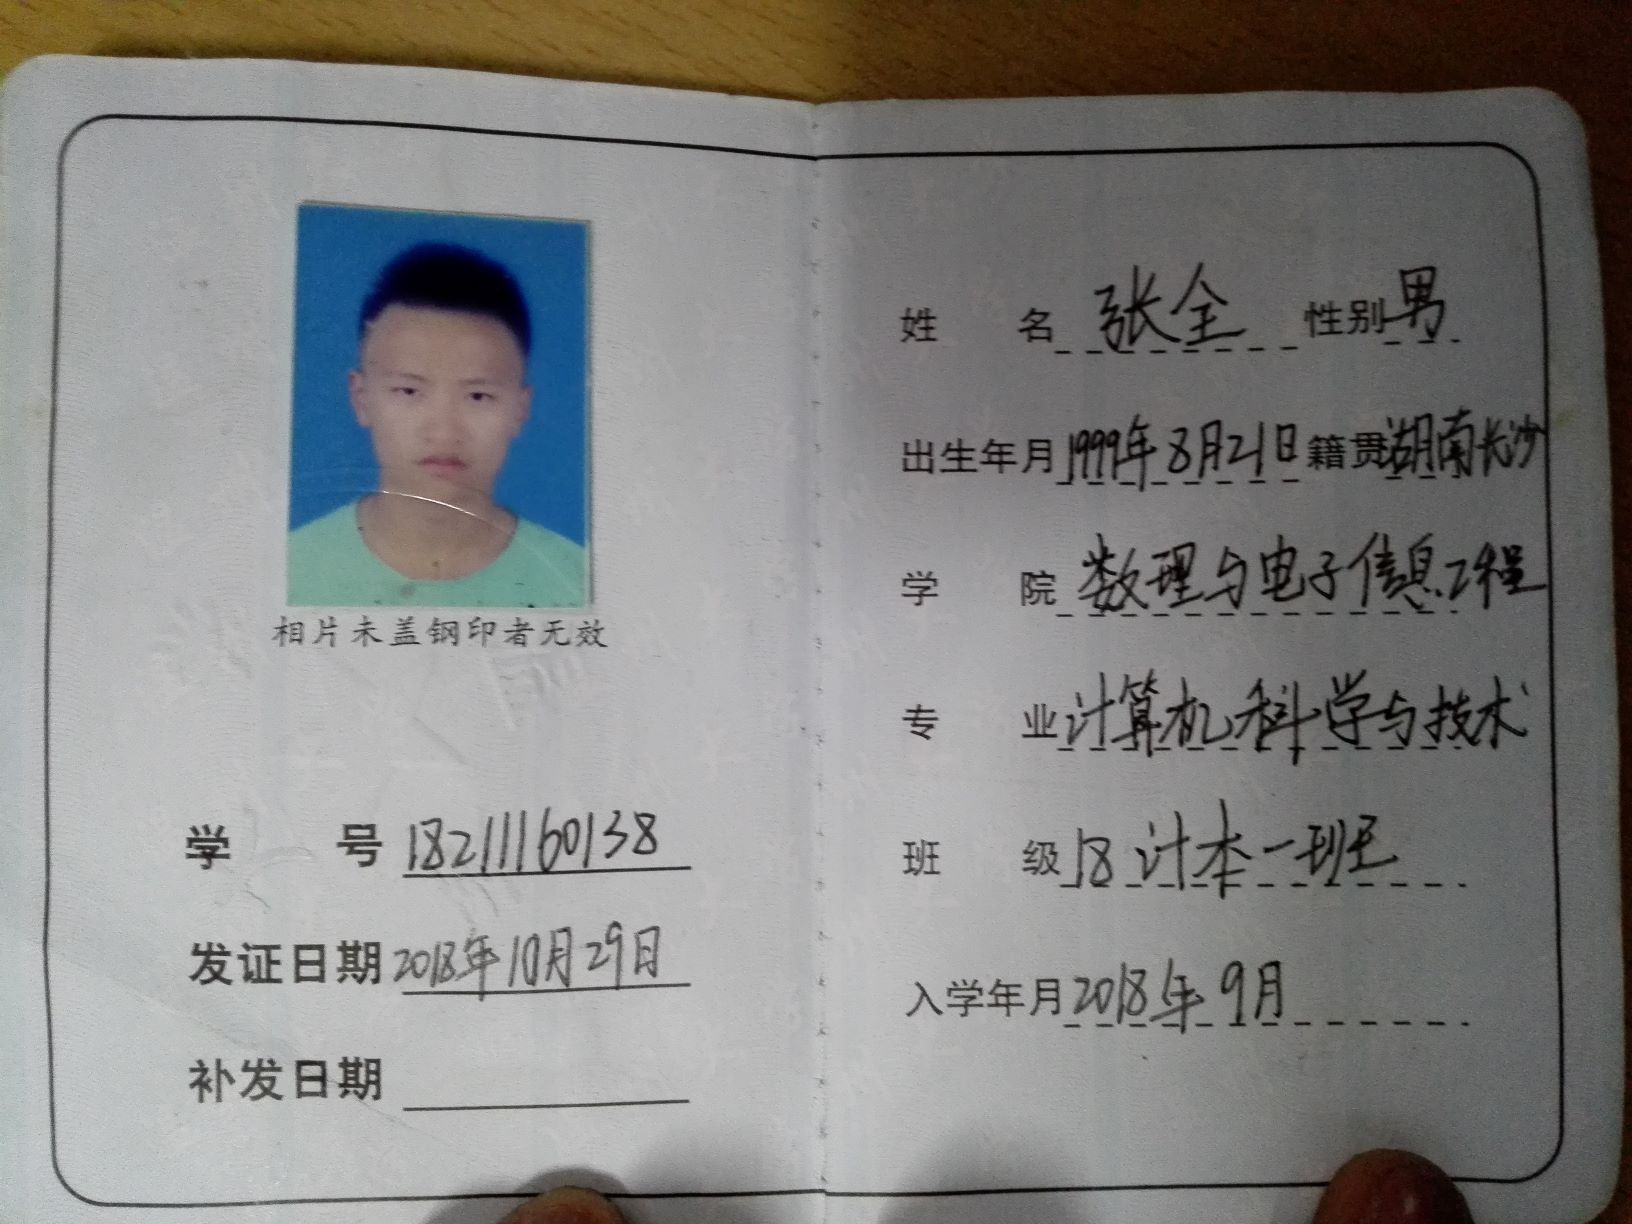 相片未盖钢印者无效
学号 18211160138
发证日期 2018年10月29日
补发日期
姓名 张全 性别 男
出生年月 1999年8月21日 籍贯 湖南长沙
学院 数理与电子信息工程
专业 计算机科学与技术
班级 18计本一班
入学年月 2018年9月